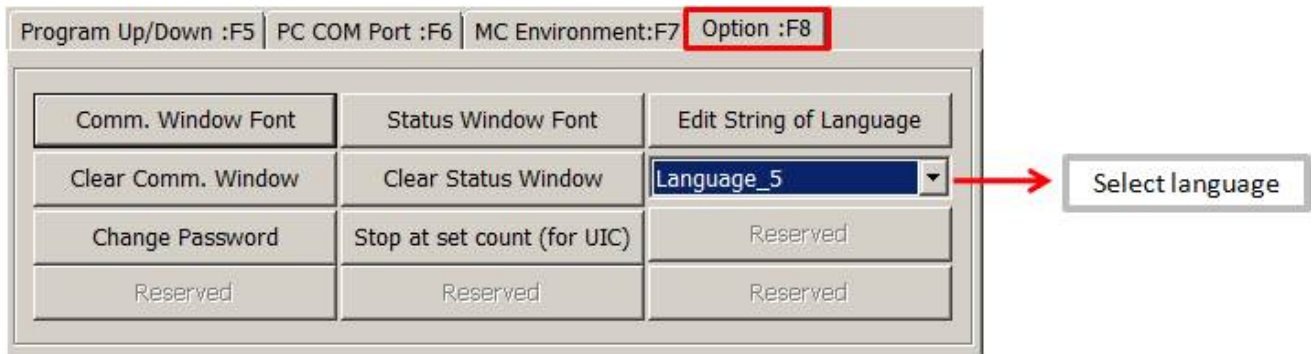 Program Up/Down :F5 PC COM Port :F6 MC Environment:F7 Option :F8
Comm. Window Font Status Window Font Edit String of Language
Clear Comm. Window Clear Status Window Language_5 Select language
Change Password Stop at set count (for UIC) Reserved
Reserved Reserved Reserved